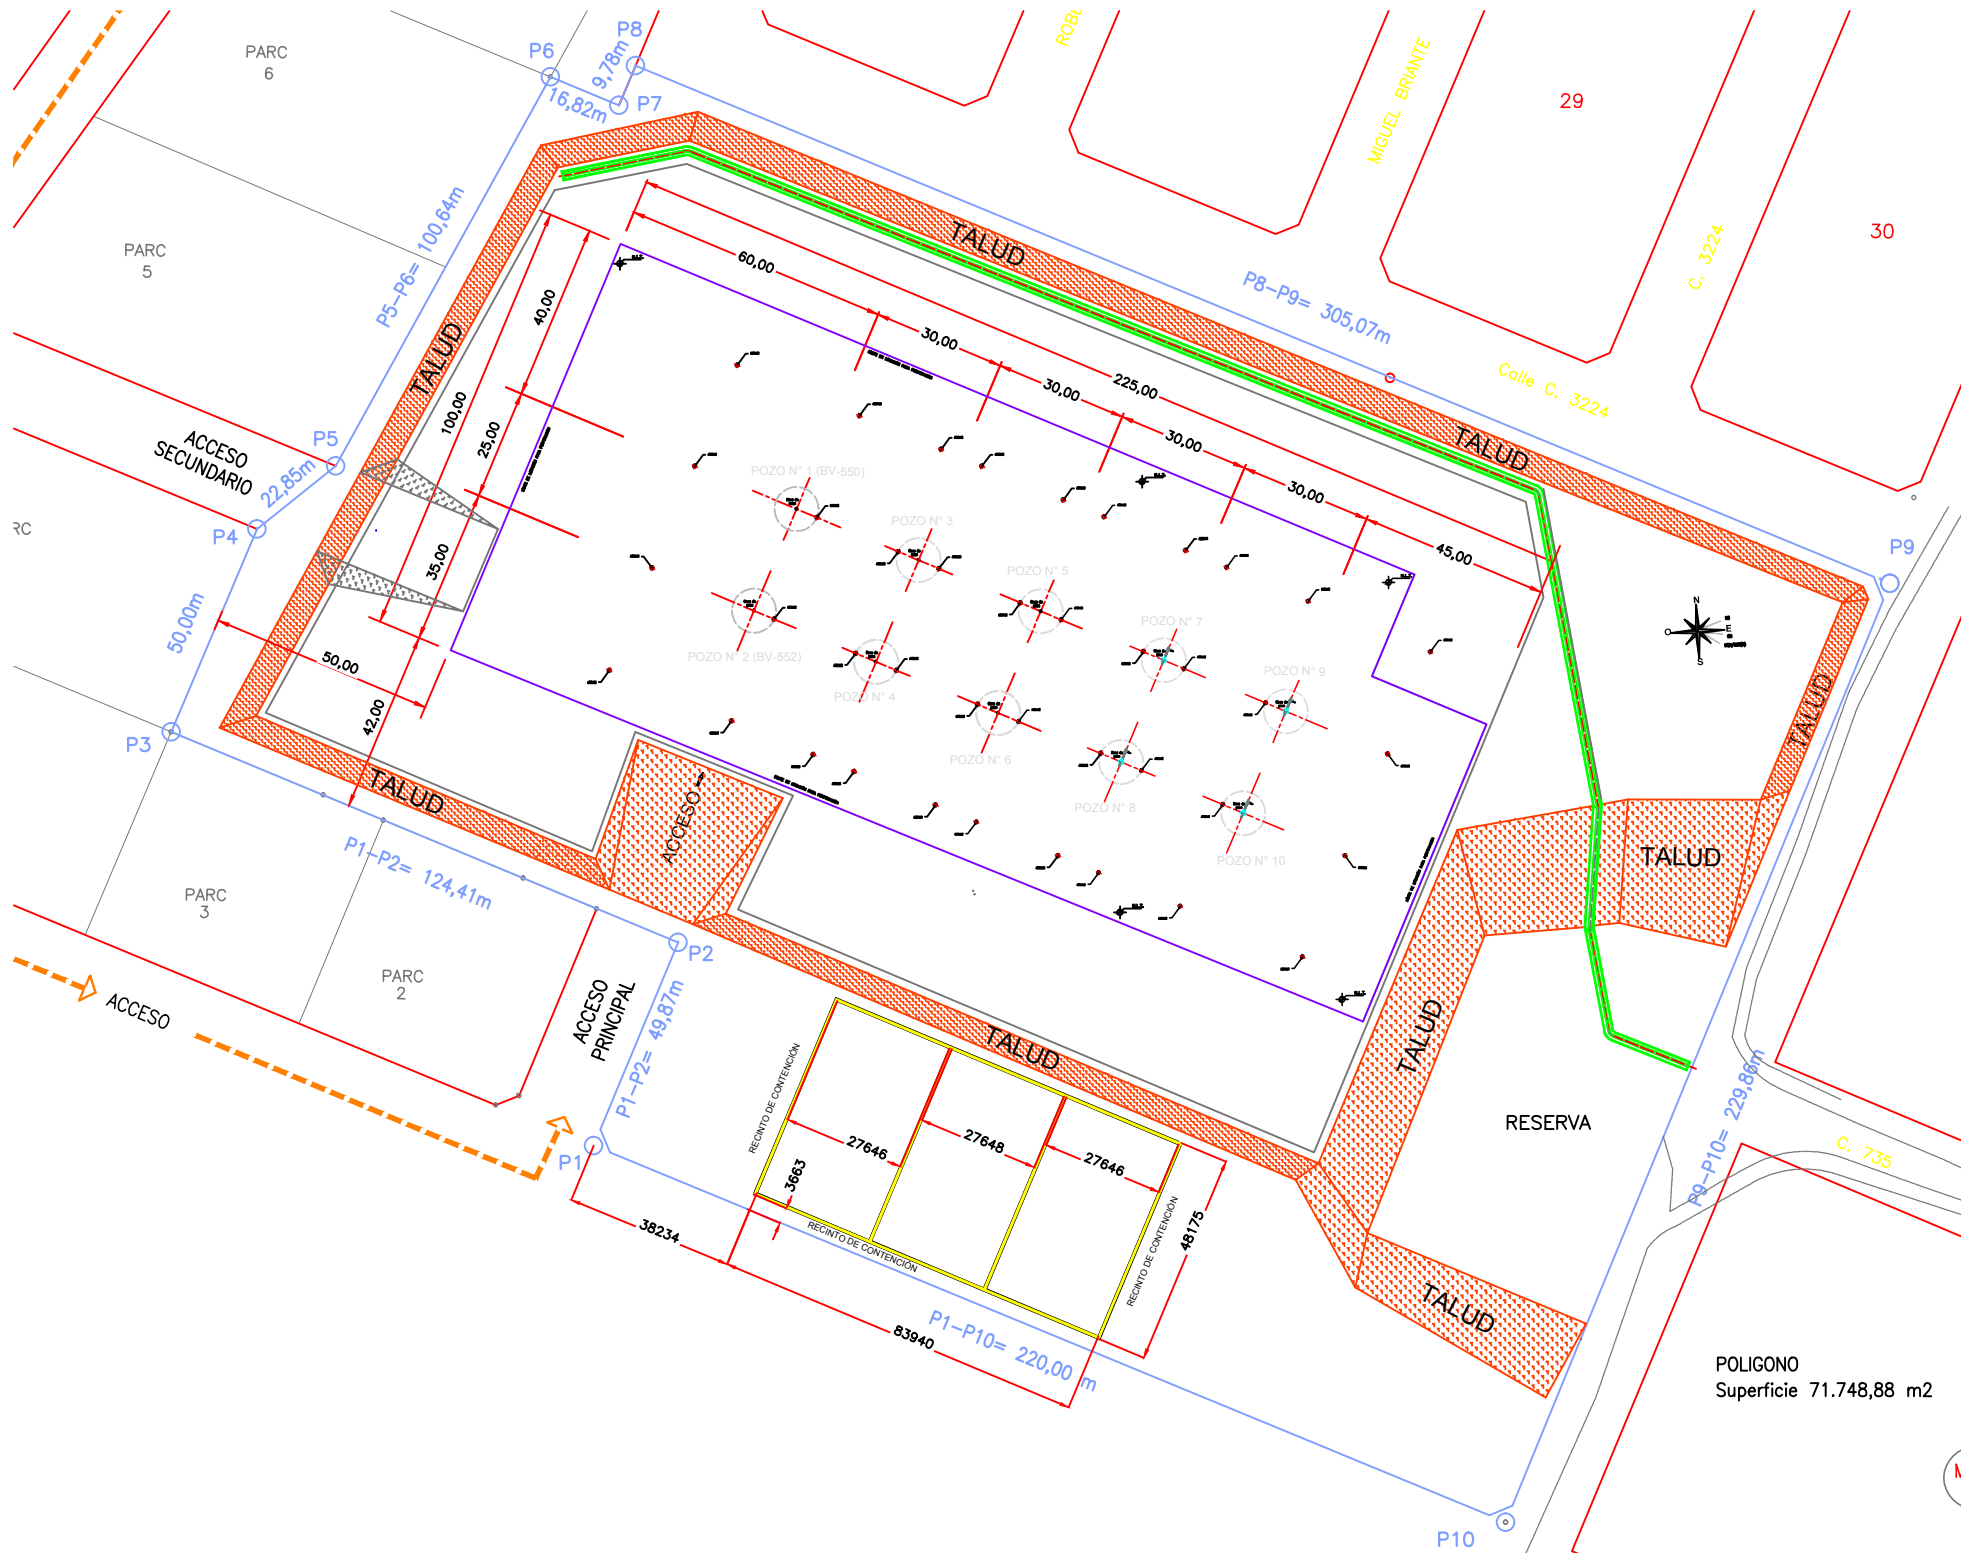 PARC
6
P6
P8
9,78m
P7
16,82m
MIGUEL BRIANTE
29
C. 3224
30
PARC
5
P5-P6= 100,64m
TALUD
60,00
P8-P9= 305,07m
40,00
30,00
TALUD
30,00
225,00
Calle C. 3224
100,00
25,00
30,00
TALUD
ACCESO
SECUNDARIO
P5
22,85m
P4
POZO N° 1 (BV-550)
30,00
POZO N° 3
45,00
P9
35,00
POZO N° 5
50,00m
N
O
E
S
POZO N° 7
50,00
POZO N° 2 (BV-552)
POZO N° 4
POZO N° 9
42,00
TALUD
P3
POZO N° 6
TALUD
ACCESO
POZO N° 8
POZO N° 10
TALUD
P1-P2= 124,41m
PARC
3
P2
PARC
2
ACCESO
ACCESO
PRINCIPAL
P1-P2= 49,87m
TALUD
TALUD
RECINTO DE CONTENCIÓN
RESERVA
P9-P10= 229,86m
C. 735
P1
27646
27648
27646
3663
38234
RECINTO DE CONTENCIÓN
48175
RECINTO DE CONTENCIÓN
TALUD
83940
P1-P10= 220,00 m
POLIGONO
Superficie 71.748,88 m2
P10